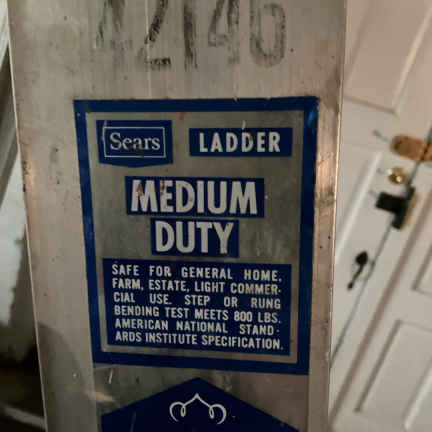 42146
Sears LADDER
MEDIUM
DUTY
SAFE FOR GENERAL HOME,
FARM, ESTATE, LIGHT COMMER-
CIAL USE. STEP OR RUNG
BENDING TEST MEETS 800 LBS.
AMERICAN NATIONAL STAND-
ARDS INSTITUTE SPECIFICATION.